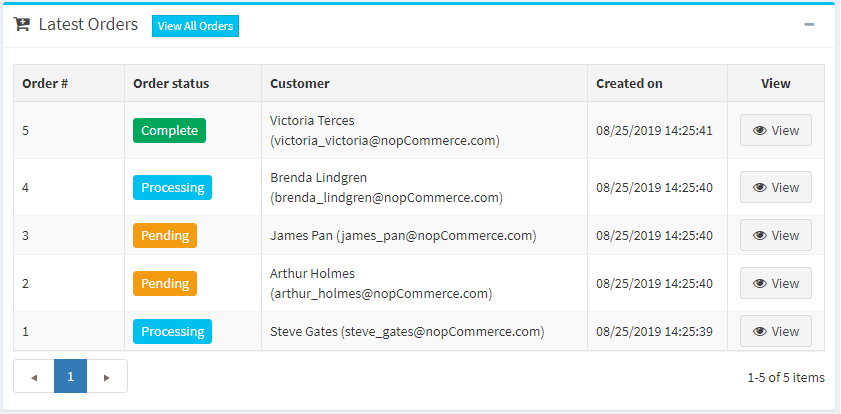 Latest Orders View All Orders
Order # Order status Customer Created on View
Victoria Terces
5 Complete 08/25/2019 14:25:41 View
(victoria_victoria@nopCommerce.com)
Brenda Lindgren
4 Processing 08/25/2019 14:25:40 View
(brenda_lindgren@nopCommerce.com)
3 Pending James Pan (james_pan@nopCommerce.com) 08/25/2019 14:25:40 View
Arthur Holmes
2 Pending 08/25/2019 14:25:40 View
(arthur_holmes@nopCommerce.com)
1 Processing Steve Gates (steve_gates@nopCommerce.com) 08/25/2019 14:25:39 View
1 1-5 of 5 items